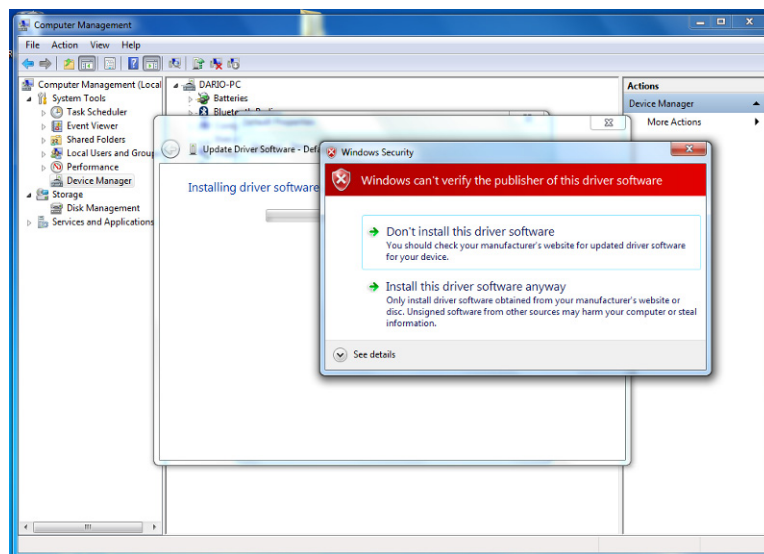 Computer Management
File Action View Help
Computer Management (Local
System Tools
Task Scheduler
Event Viewer
Shared Folders
Local Users and Group
Performance
Device Manager
Storage
Disk Management
Services and Applications
DARIO-PC
Batteries
Update Driver Software - Defa
Installing driver software
Windows Security
Windows can't verify the publisher of this driver software
Don't install this driver software
You should check your manufacturer's website for updated driver software
for your device.
Install this driver software anyway
Only install driver software obtained from your manufacturer's website or
disc. Unsigned software from other sources may harm your computer or steal
information.
See details
Actions
Device Manager
More Actions